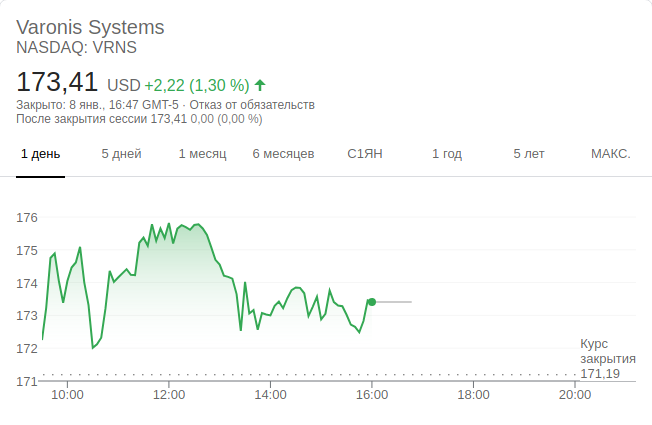 Varonis Systems
NASDAQ: VRNS
173,41 USD +2,22 (1,30 %)
Закрыто: 8 янв., 16:47 GMT-5 · Отказ от обязательств
После закрытия сессии 173,41 0,00 (0,00 %)
1 день 5 дней 1 месяц 6 месяцев С1ЯН 1 год 5 лет МАКС.
176
175
174
173
172
Курс
закрытия
171,19
171
10:00 12:00 14:00 16:00 18:00 20:00